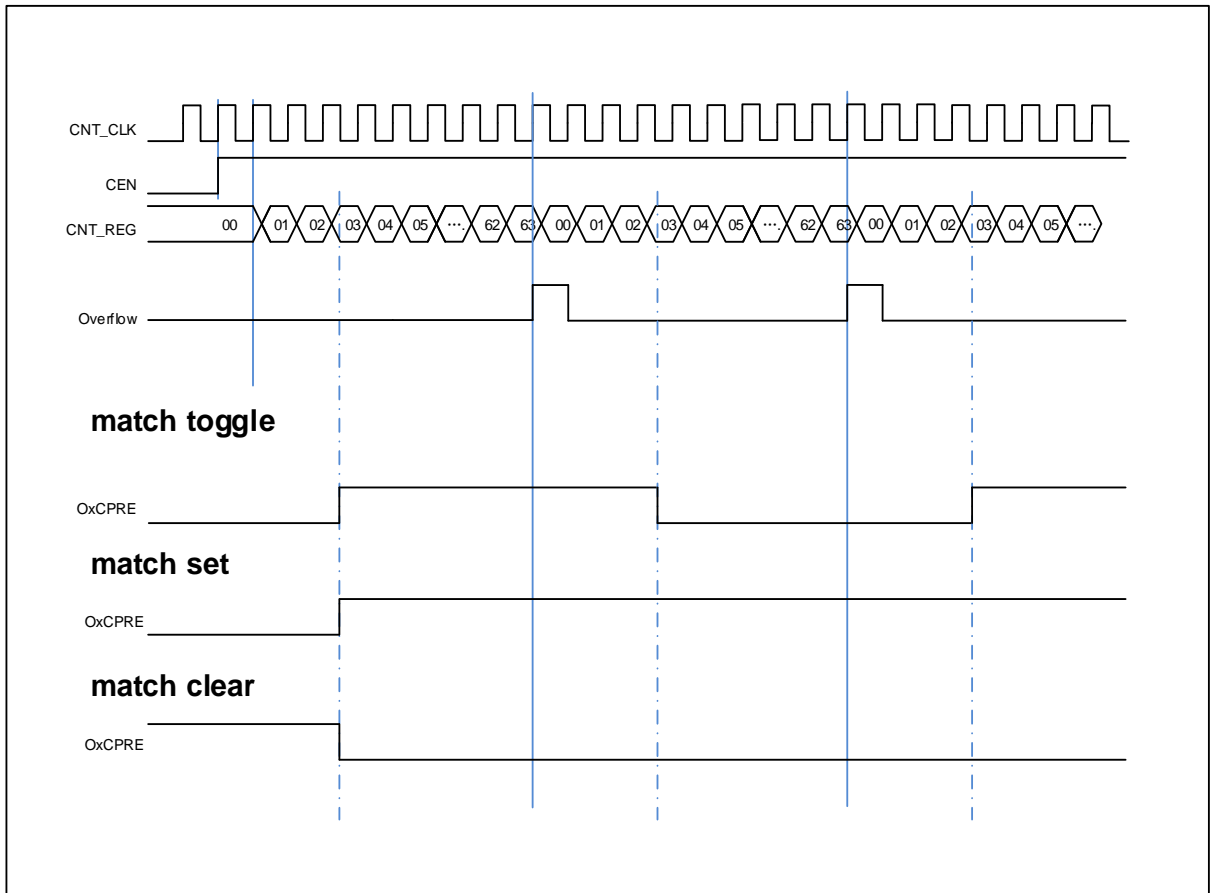 CNT_CLK
CEN
CNT_REG 00 01 02 03 04 05 ···. 62 63 00 01 02 03 04 05 ···. 62 63 00 01 02 03 04 05 ···.
Overflow
match toggle
OxCPRE
match set
OxCPRE
match clear
OxCPRE